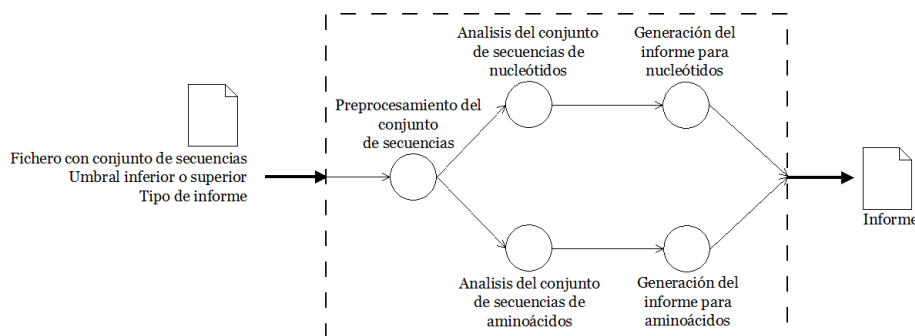 Analisis del conjunto
de secuencias de
nucleótidos
Generación del
informe para
nucleótidos
Preprocesamiento del
conjunto
de secuencias
Fichero con conjunto de secuencias
Umbral inferior o superior
Tipo de informe
Informe
Analisis del conjunto
de secuencias de
aminoácidos
Generación del
informe para
aminoácidos